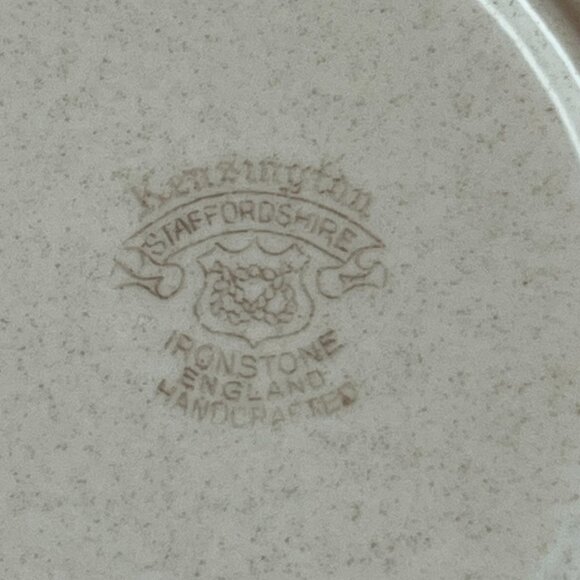 Kensington
STAFFORDSHIRE
IRONSTONE
ENGLAND
HANDCRAFTED